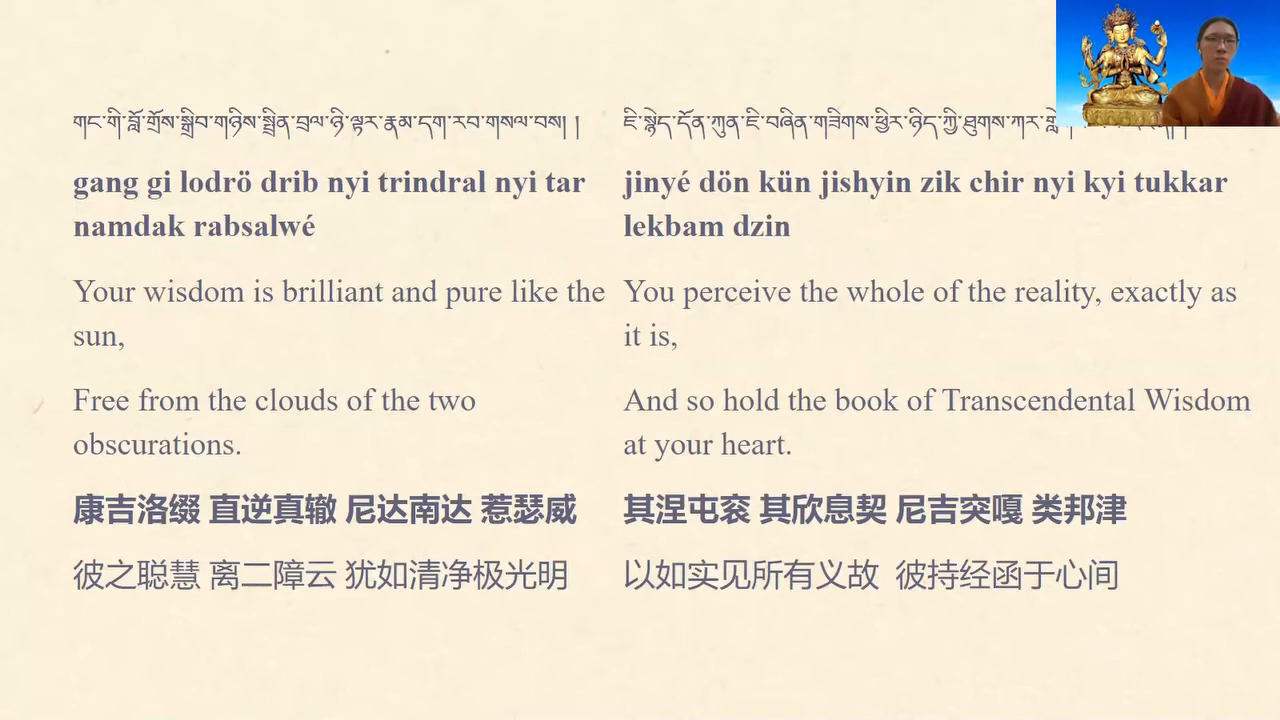 གང་གི་བློ་གྲོས་སྒྲིབ་གཉིས་སྤྲིན་བྲལ་ཉི་ལྟར་རྣམ་དག་རབ་གསལ་བས། །
gang gi lodrö drib nyi trindral nyi tar
namdak rabsalwé
Your wisdom is brilliant and pure like the
sun,
Free from the clouds of the two
obscurations.
康吉洛缀 直逆真辙 尼达南达 惹瑟威
彼之聪慧 离二障云 犹如清净极光明
ཇི་སྙེད་དོན་ཀུན་ཇི་བཞིན་གཟིགས་ཕྱིར་ཉིད་ཀྱི་ཐུགས་ཀར་
jinyé dön kün jishyin zik chir nyi kyi tukkar
lekbam dzin
You perceive the whole of the reality, exactly as
it is,
And so hold the book of Transcendental Wisdom
at your heart.
其涅屯衮 其欣息契 尼吉突嘎 类邦津
以如实见所有义故 彼持经函于心间